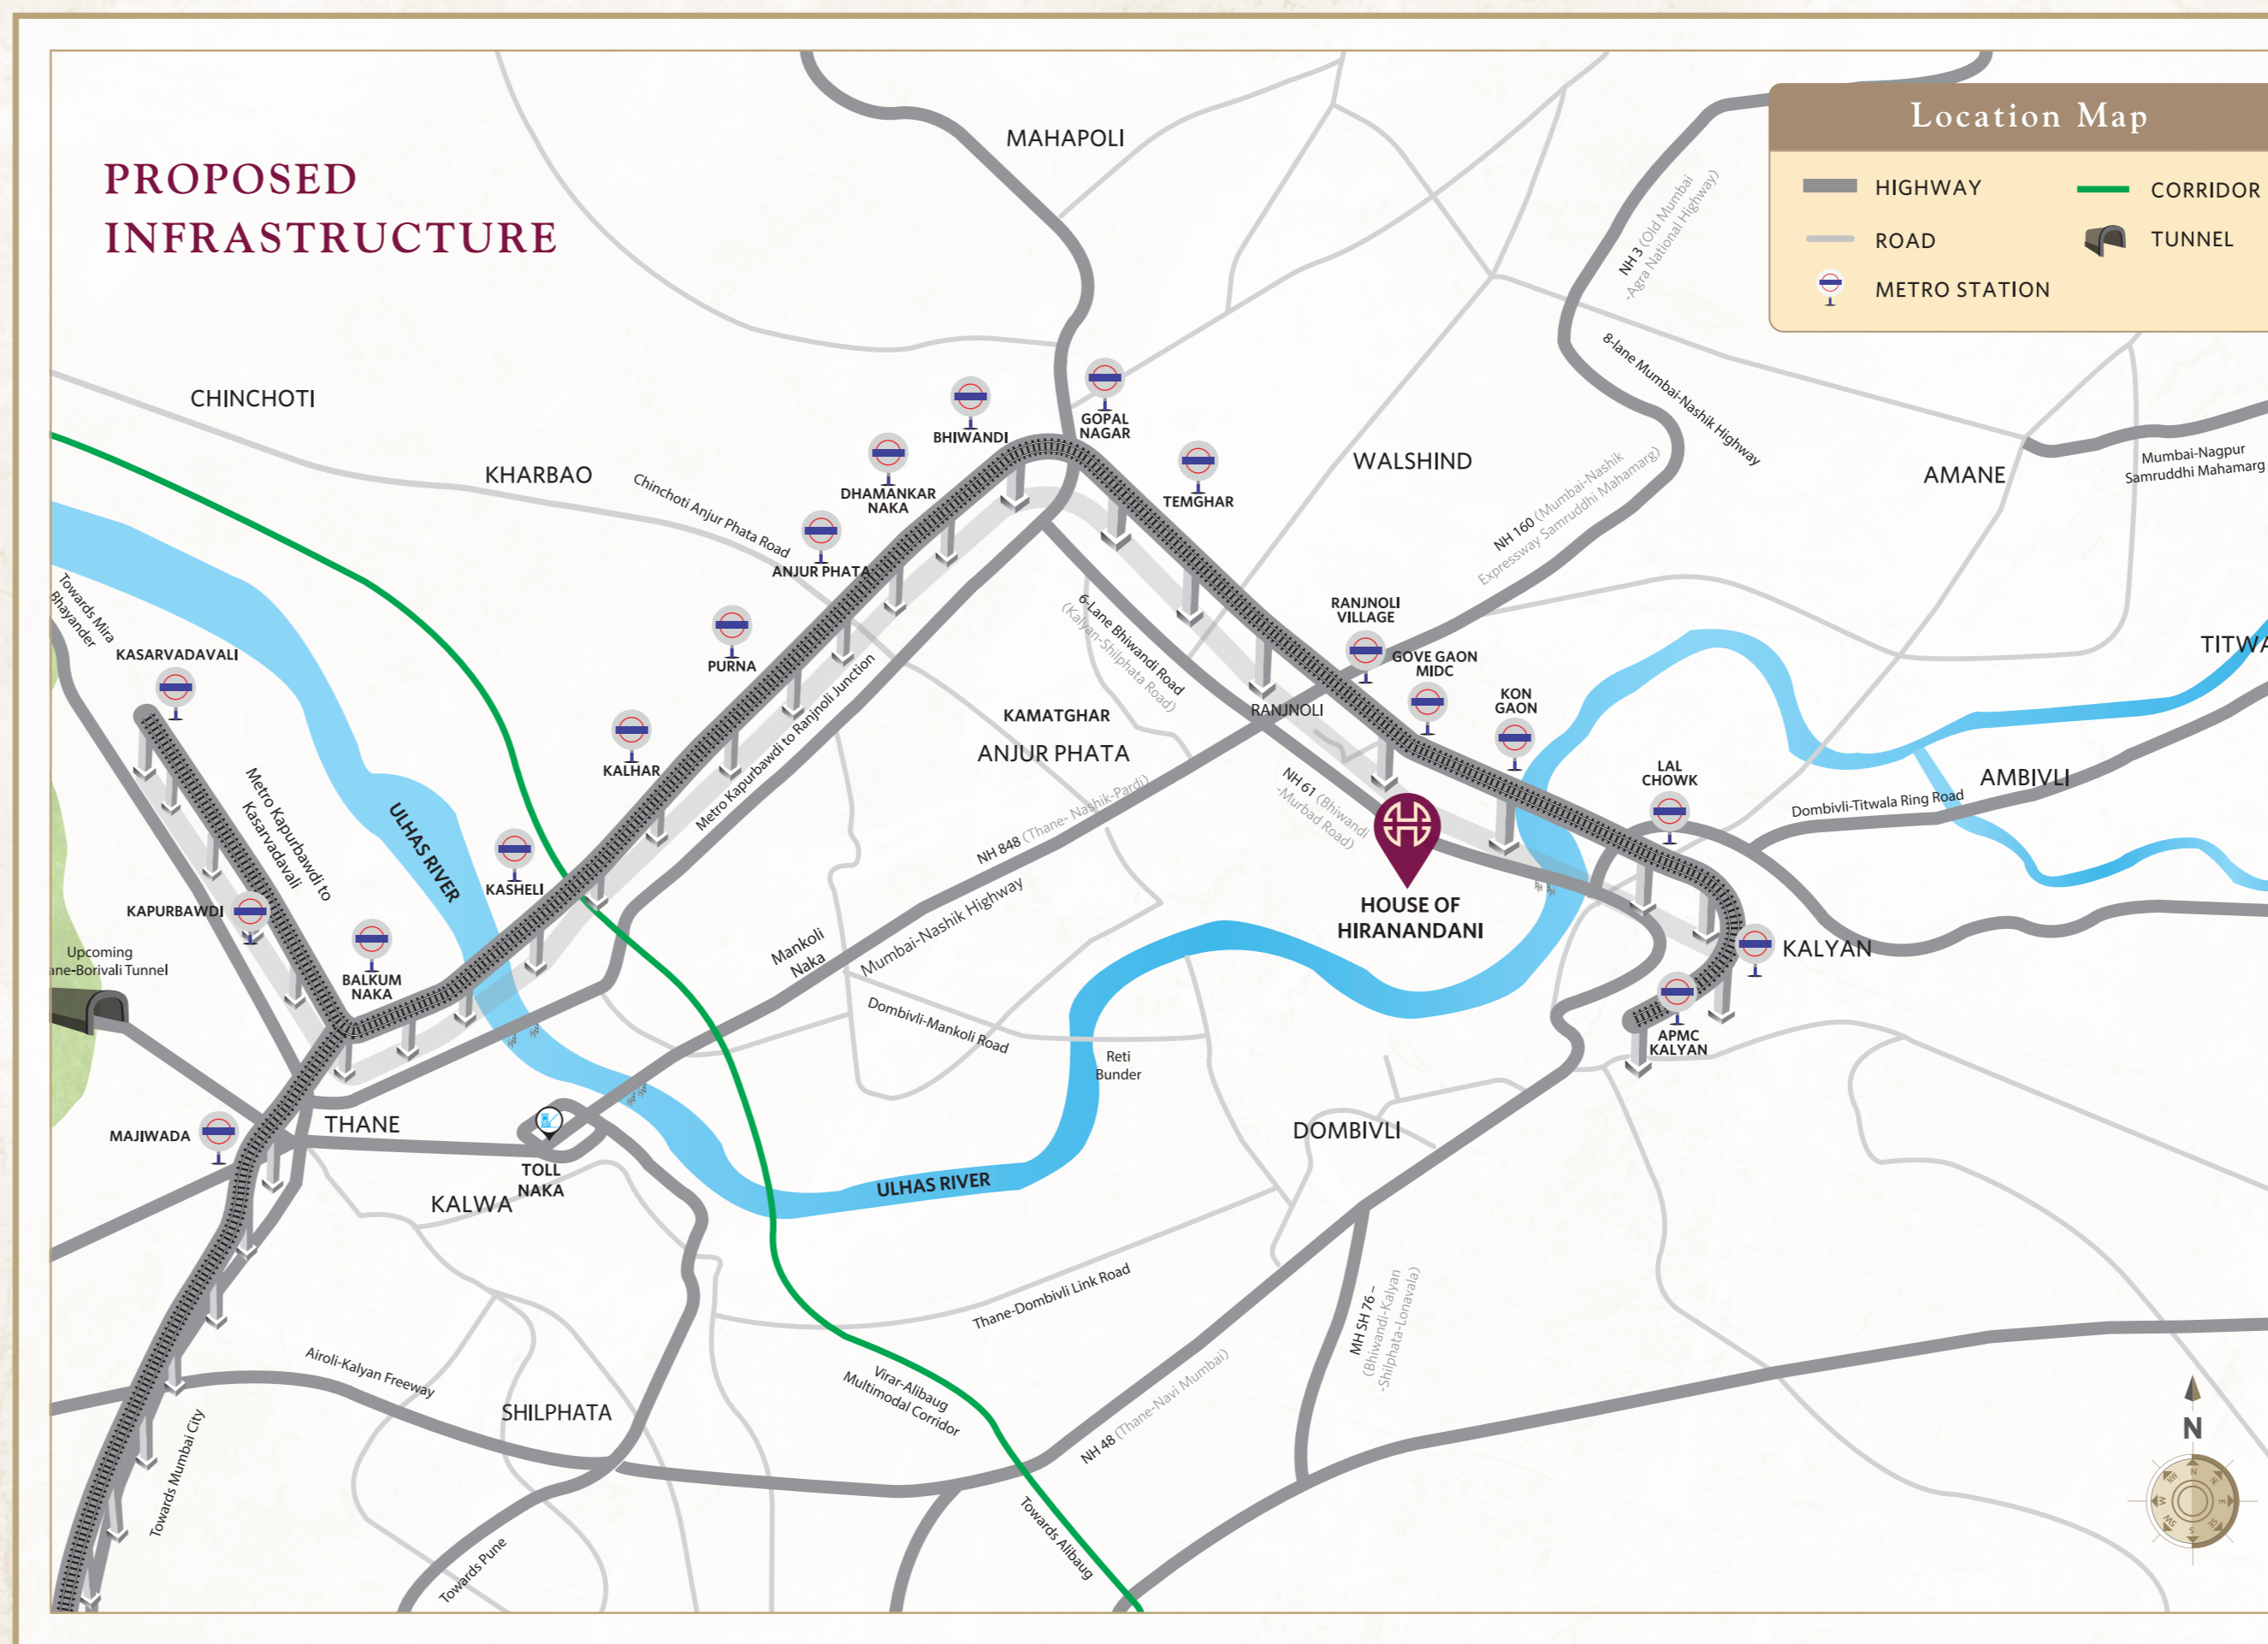 PROPOSED
INFRASTRUCTURE
Location Map
HIGHWAY
CORRIDOR
ROAD
TUNNEL
METRO STATION
MAHAPOLI
NH 3 (Old Mumbai
-Agra National Highway)
8-lane Mumbai-Nashik Highway
CHINCHOTI
KHARBAO
Chinchoti Anjur Phata Road
BHIWANDI
GOPAL
NAGAR
DHAMANKAR
NAKA
TEMGHAR
WALSHIND
AMANE
Mumbai-Nagpur
Samruddhi Mahamarg
ANJUR PHATA
NH 160 (Mumbai-Nashik
Expressway Samruddhi Mahamarg)
Towards Mira
Bhayander
KASARVADAVALI
PURNA
6-Lane Bhiwandi Road
(Kalyan-Shilphata Road)
RANJNOLI
VILLAGE
GOVE GAON
MIDC
KON
GAON
TITWA
RANJNOLI
KAMATGHAR
ANJUR PHATA
KALHAR
Metro Kapurbawdi to Ranjnoli Junction
Metro Kapurbawdi to
Kasarvadavali
ULHAS RIVER
NH 61 (Bhiwandi
-Murbad Road)
LAL
CHOWK
AMBIVLI
Dombivli-Titwala Ring Road
NH 848 (Thane- Nashik-Pardi)
KASHELI
KAPURBAWDI
HOUSE OF
HIRANANDANI
KALYAN
Upcoming
ane-Borivali Tunnel
BALKUM
NAKA
Mankoli
Naka
Mumbai-Nashik Highway
Dombivli-Mankoli Road
Reti
Bunder
APMC
KALYAN
MAJIWADA
THANE
TOLL
NAKA
KALWA
ULHAS RIVER
DOMBIVLI
Thane-Dombivli Link Road
MH SH 76 –
(Bhiwandi-Kalyan
-Shilphata-Lonavala)
Airoli-Kalyan Freeway
Virar-Alibaug
Multimodal Corridor
NH 48 (Thane-Navi Mumbai)
SHILPHATA
Towards Mumbai City
Towards Pune
Towards Alibaug
N
N
NE
E
SE
S
SW
W
NW